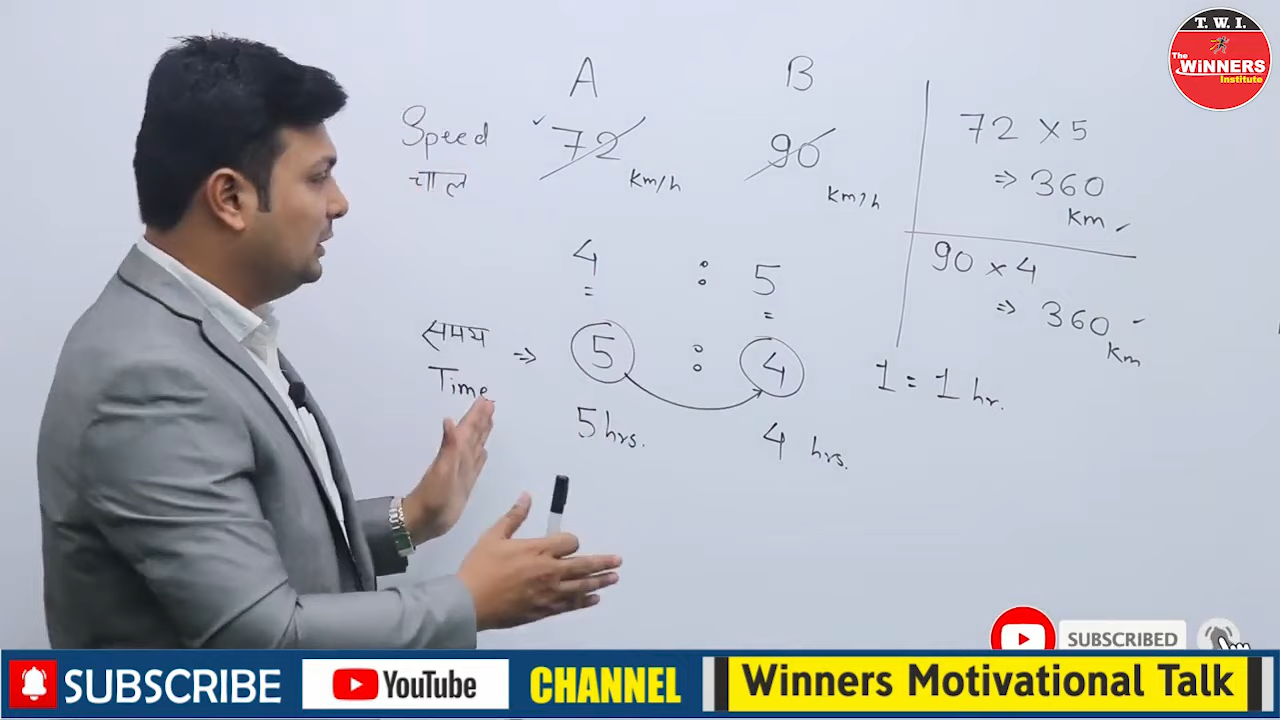 T. W. I.
The
WiNNERS
Institute
A B
Speed 72 90
चाल Km/h Km/h
4 : 5
समय ⇒ 5 : 4
Time
5 hrs. 4 hrs.
72 × 5
⇒ 360
Km ✓
90 × 4
⇒ 360
Km
1 = 1 hr.
SUBSCRIBED
SUBSCRIBE YouTube CHANNEL Winners Motivational Talk